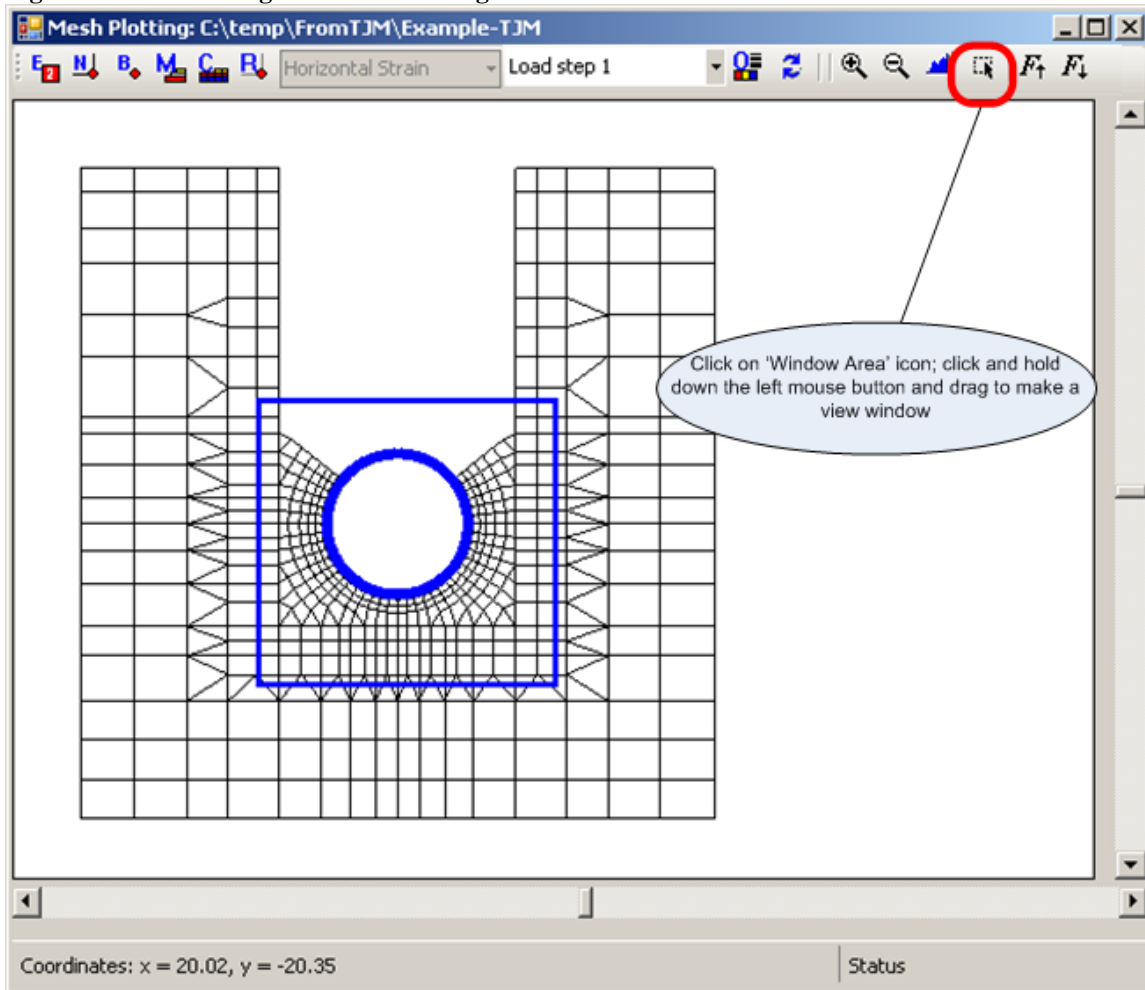 Mesh Plotting: C:\temp\FromTJM\Example-TJM
E 2 N B M C R Horizontal Strain Load step 1 O F↑ F↓
Click on 'Window Area' icon; click and hold
down the left mouse button and drag to make a
view window
Coordinates: x = 20.02, y = -20.35 Status